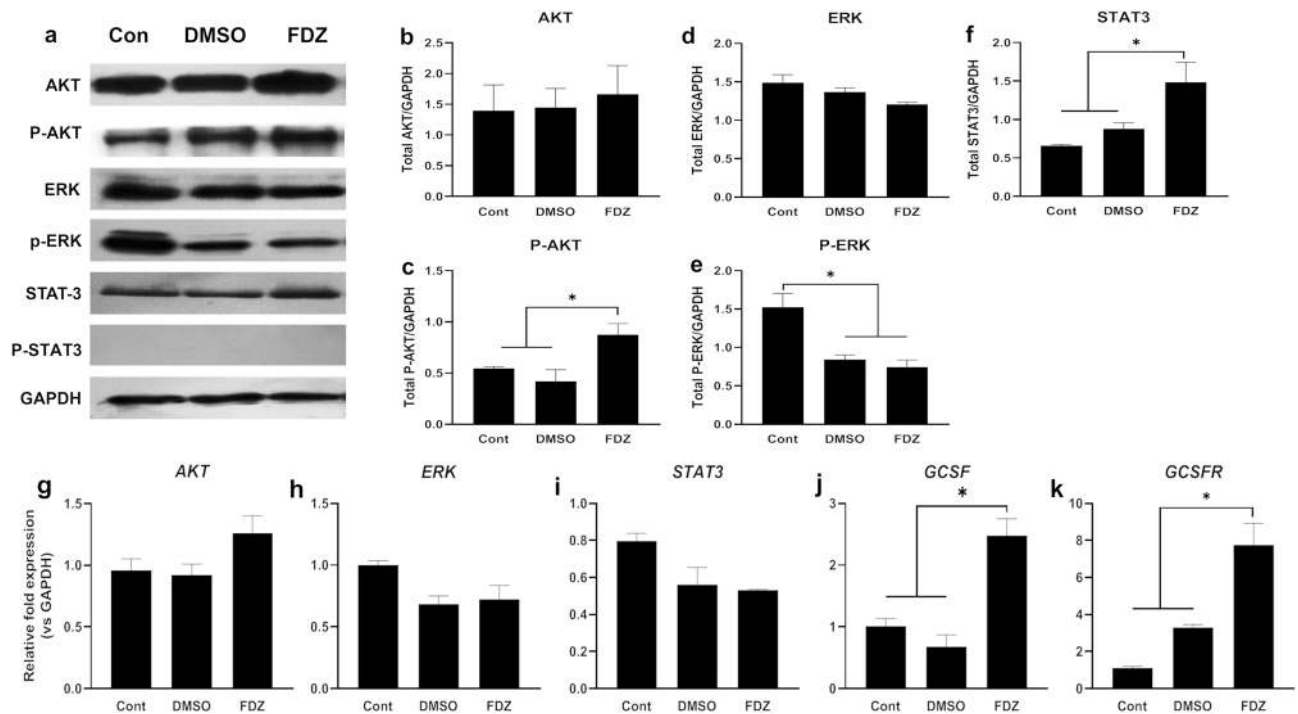 a Con DMSO FDZ
AKT
P-AKT
ERK
p-ERK
STAT-3
P-STAT3
GAPDH
b AKT
Total AKT/GAPDH
2.5
2.0
1.5
1.0
0.5
0.0
Cont DMSO FDZ
d ERK
Total ERK/GAPDH
2.0
1.5
1.0
0.5
0.0
Cont DMSO FDZ
f STAT3
Total STAT3/GAPDH
2.0
1.5
1.0
0.5
0.0
*
Cont DMSO FDZ
c P-AKT
Total P-AKT/GAPDH
1.5
1.0
0.5
0.0
*
Cont DMSO FDZ
e P-ERK
Total P-ERK/GAPDH
2.0
1.5
1.0
0.5
0.0
*
Cont DMSO FDZ
g AKT
Relative fold expression
(vs GAPDH)
1.5
1.0
0.5
0.0
Cont DMSO FDZ
h ERK
1.5
1.0
0.5
0.0
Cont DMSO FDZ
i STAT3
1.0
0.8
0.6
0.4
0.2
0.0
Cont DMSO FDZ
j GCSF
3
2
1
0
*
Cont DMSO FDZ
k GCSFR
10
8
6
4
2
0
*
Cont DMSO FDZ